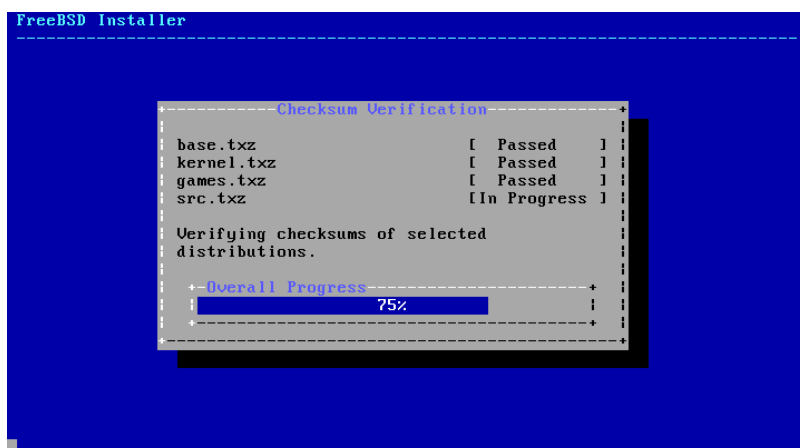 FreeBSD Installer
Checksum Verification
base.txz [ Passed ]
kernel.txz [ Passed ]
games.txz [ Passed ]
src.txz [In Progress ]
Verifying checksums of selected
distributions.
Overall Progress
75%